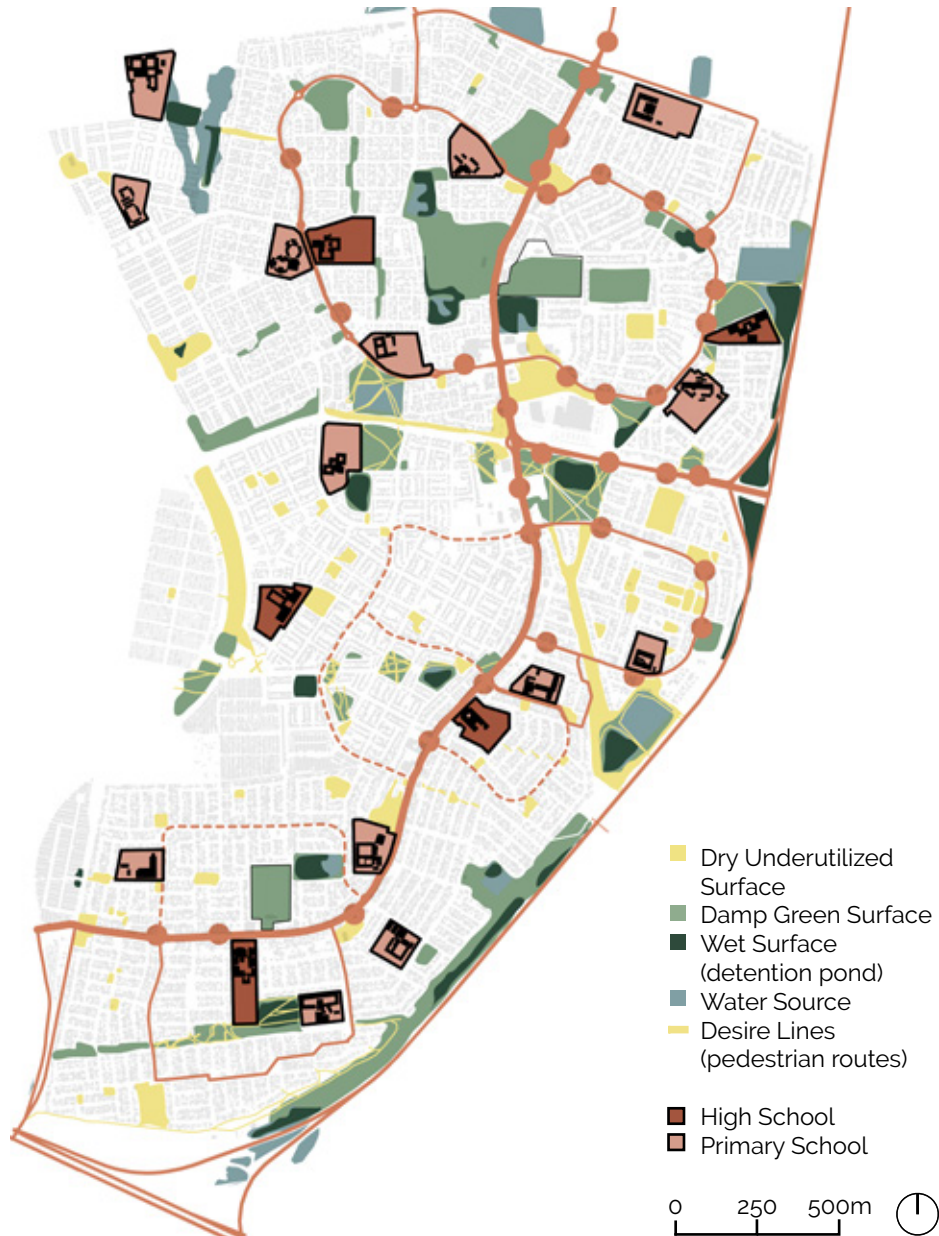 Dry Underutilized
Surface
Damp Green Surface
Wet Surface
(detention pond)
Water Source
Desire Lines
(pedestrian routes)
High School
Primary School
0 250 500m